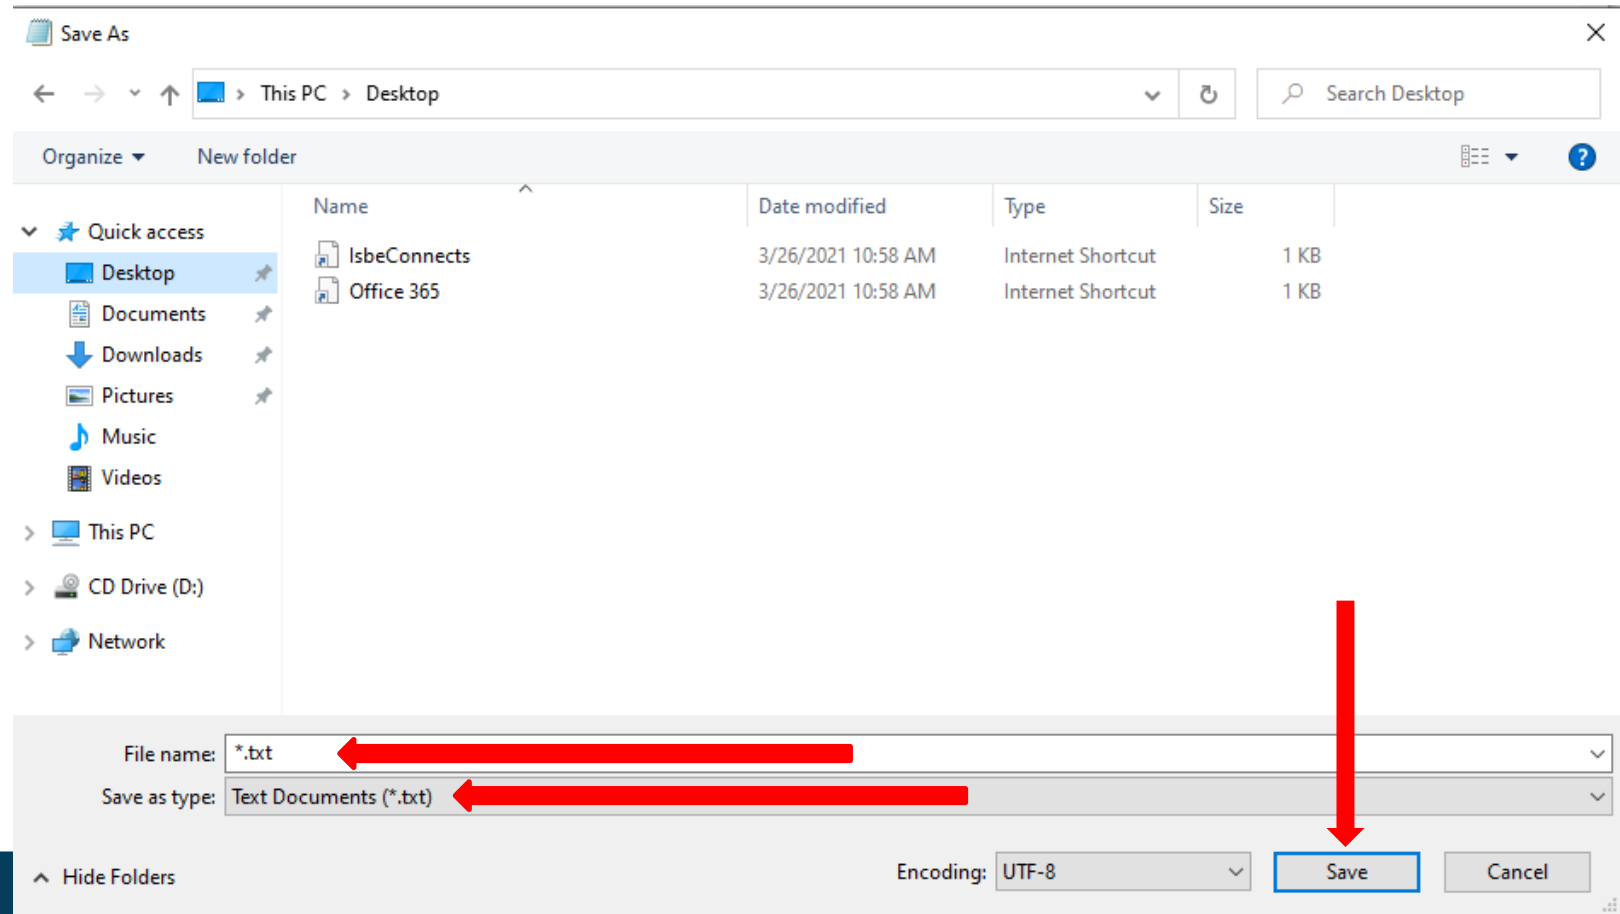 Save As
This PC > Desktop
Search Desktop
Organize
New folder
?
Name
Date modified
Type
Size
Quick access
Desktop
Documents
Downloads
Pictures
Music
Videos
This PC
CD Drive (D:)
Network
IsbeConnects 3/26/2021 10:58 AM Internet Shortcut 1 KB
Office 365 3/26/2021 10:58 AM Internet Shortcut 1 KB
File name: *.txt
Save as type: Text Documents (*.txt)
Hide Folders
Encoding: UTF-8
Save
Cancel